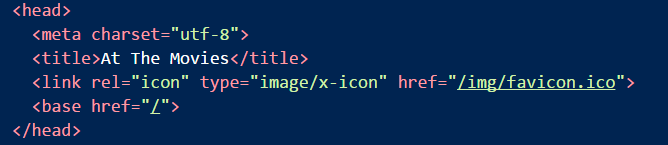 <head>
<meta charset="utf-8">
<title>At The Movies</title>
<link rel="icon" type="image/x-icon" href="/img/favicon.ico">
<base href="/">
</head>